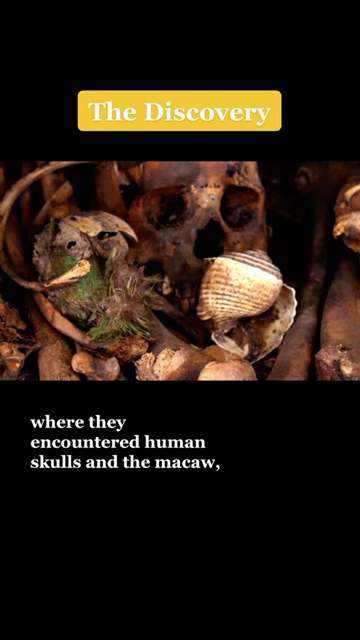 The Discovery
where they
encountered human
skulls and the macaw,